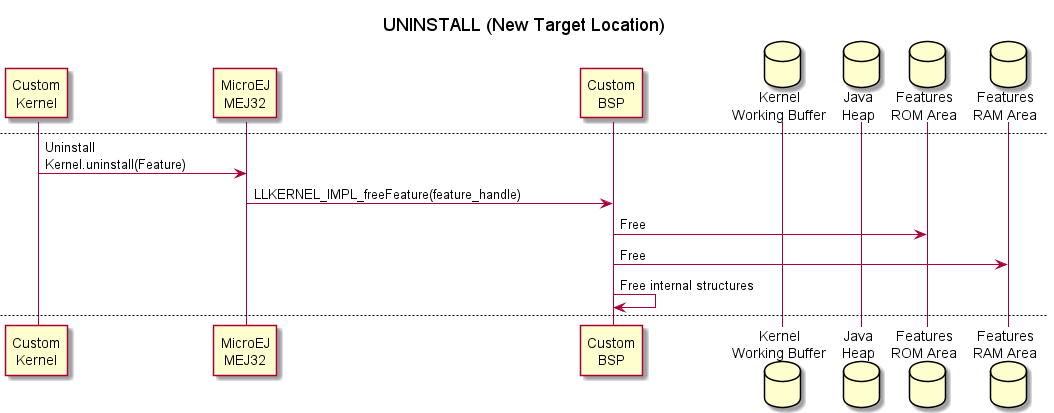 UNINSTALL (New Target Location)
Custom
Kernel
MicroEJ
MEJ32
Custom
BSP
Kernel
Working Buffer
Java
Heap
Features
ROM Area
Features
RAM Area
Uninstall
Kernel.uninstall(Feature)
LLKERNEL_IMPL_freeFeature(feature_handle)
Free
Free
Free internal structures
Custom
Kernel
MicroEJ
MEJ32
Custom
BSP
Kernel
Working Buffer
Java
Heap
Features
ROM Area
Features
RAM Area